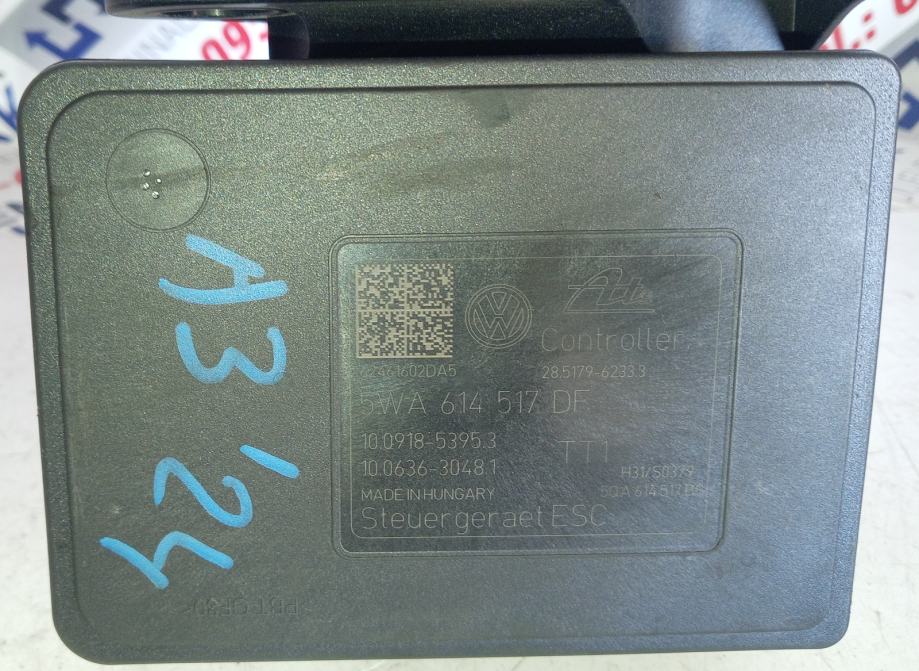 A3 '24
Ate
Controller
62461602DA5 28.5179-6233.3
5WA 614 517 DF
10.0918-5395.3
10.0636-3048.1
TT1
H31/S0379
MADE IN HUNGARY
Steuergeraet ESC